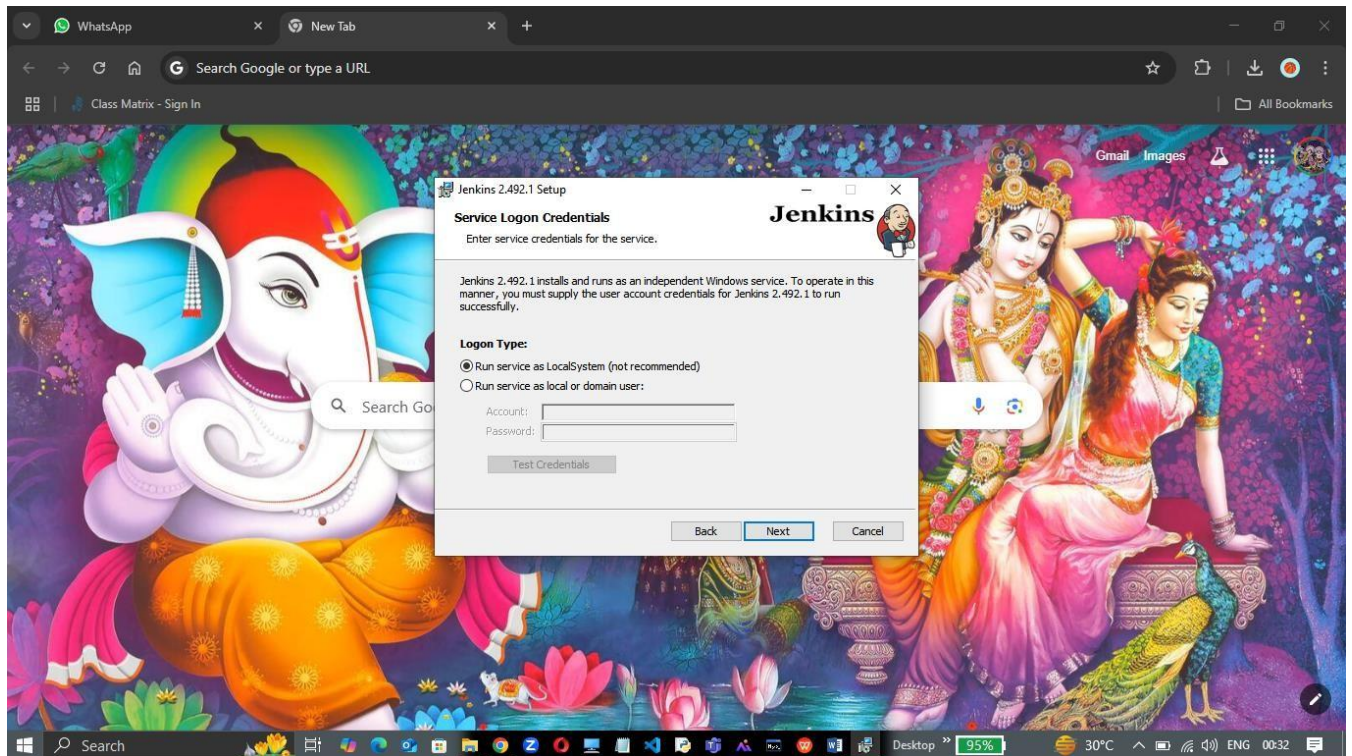 WhatsApp
New Tab
Search Google or type a URL
Class Matrix - Sign In
All Bookmarks
Gmail Images
Jenkins 2.492.1 Setup
Service Logon Credentials
Jenkins
Enter service credentials for the service.
Jenkins 2.492.1 installs and runs as an independent Windows service. To operate in this
manner, you must supply the user account credentials for Jenkins 2.492.1 to run
successfully.
Logon Type:
Run service as LocalSystem (not recommended)
Run service as local or domain user:
Search Go
Account:
Password:
Test Credentials
Back Next Cancel
Search
Desktop
95%
30°C
ENG 00:32